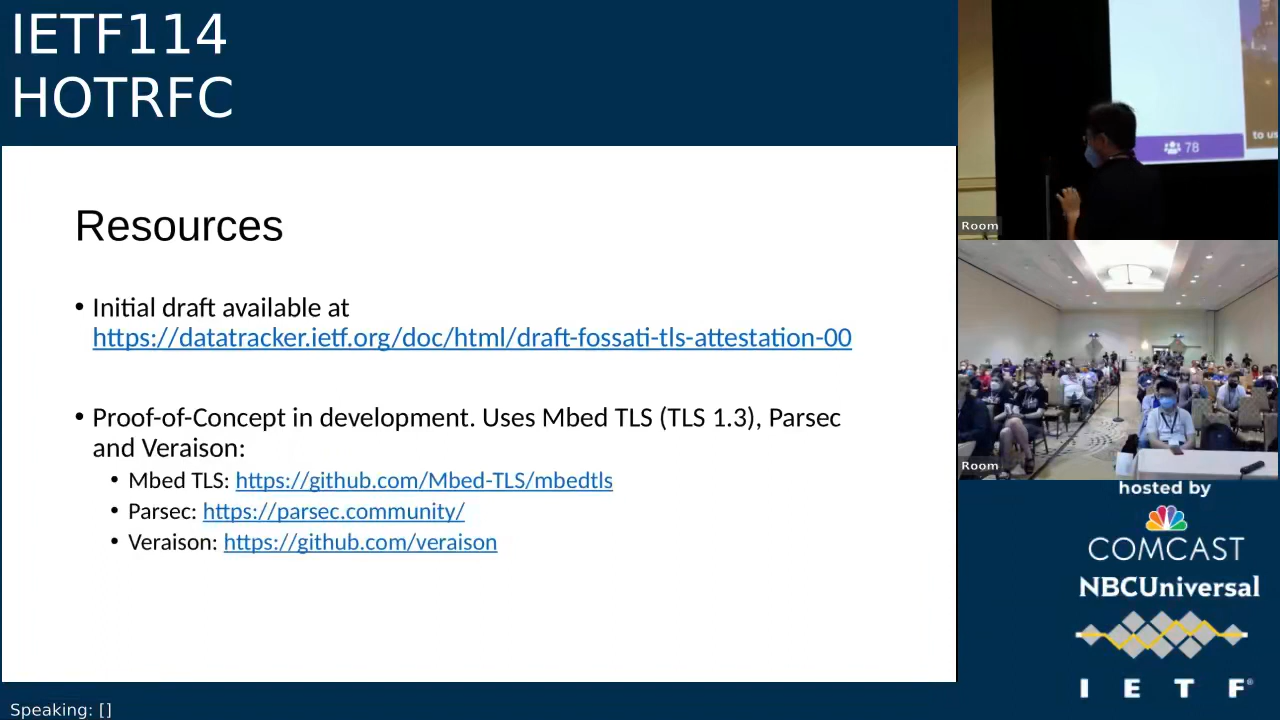 IETF114
HOTRFC
Resources
• Initial draft available at
https://datatracker.ietf.org/doc/html/draft-fossati-tls-attestation-00
• Proof-of-Concept in development. Uses Mbed TLS (TLS 1.3), Parsec
and Veraison:
• Mbed TLS: https://github.com/Mbed-TLS/mbedtls
• Parsec: https://parsec.community/
• Veraison: https://github.com/veraison
Speaking: []
78
to us
Room
Room
hosted by
COMCAST
NBCUniversal
I E T F®